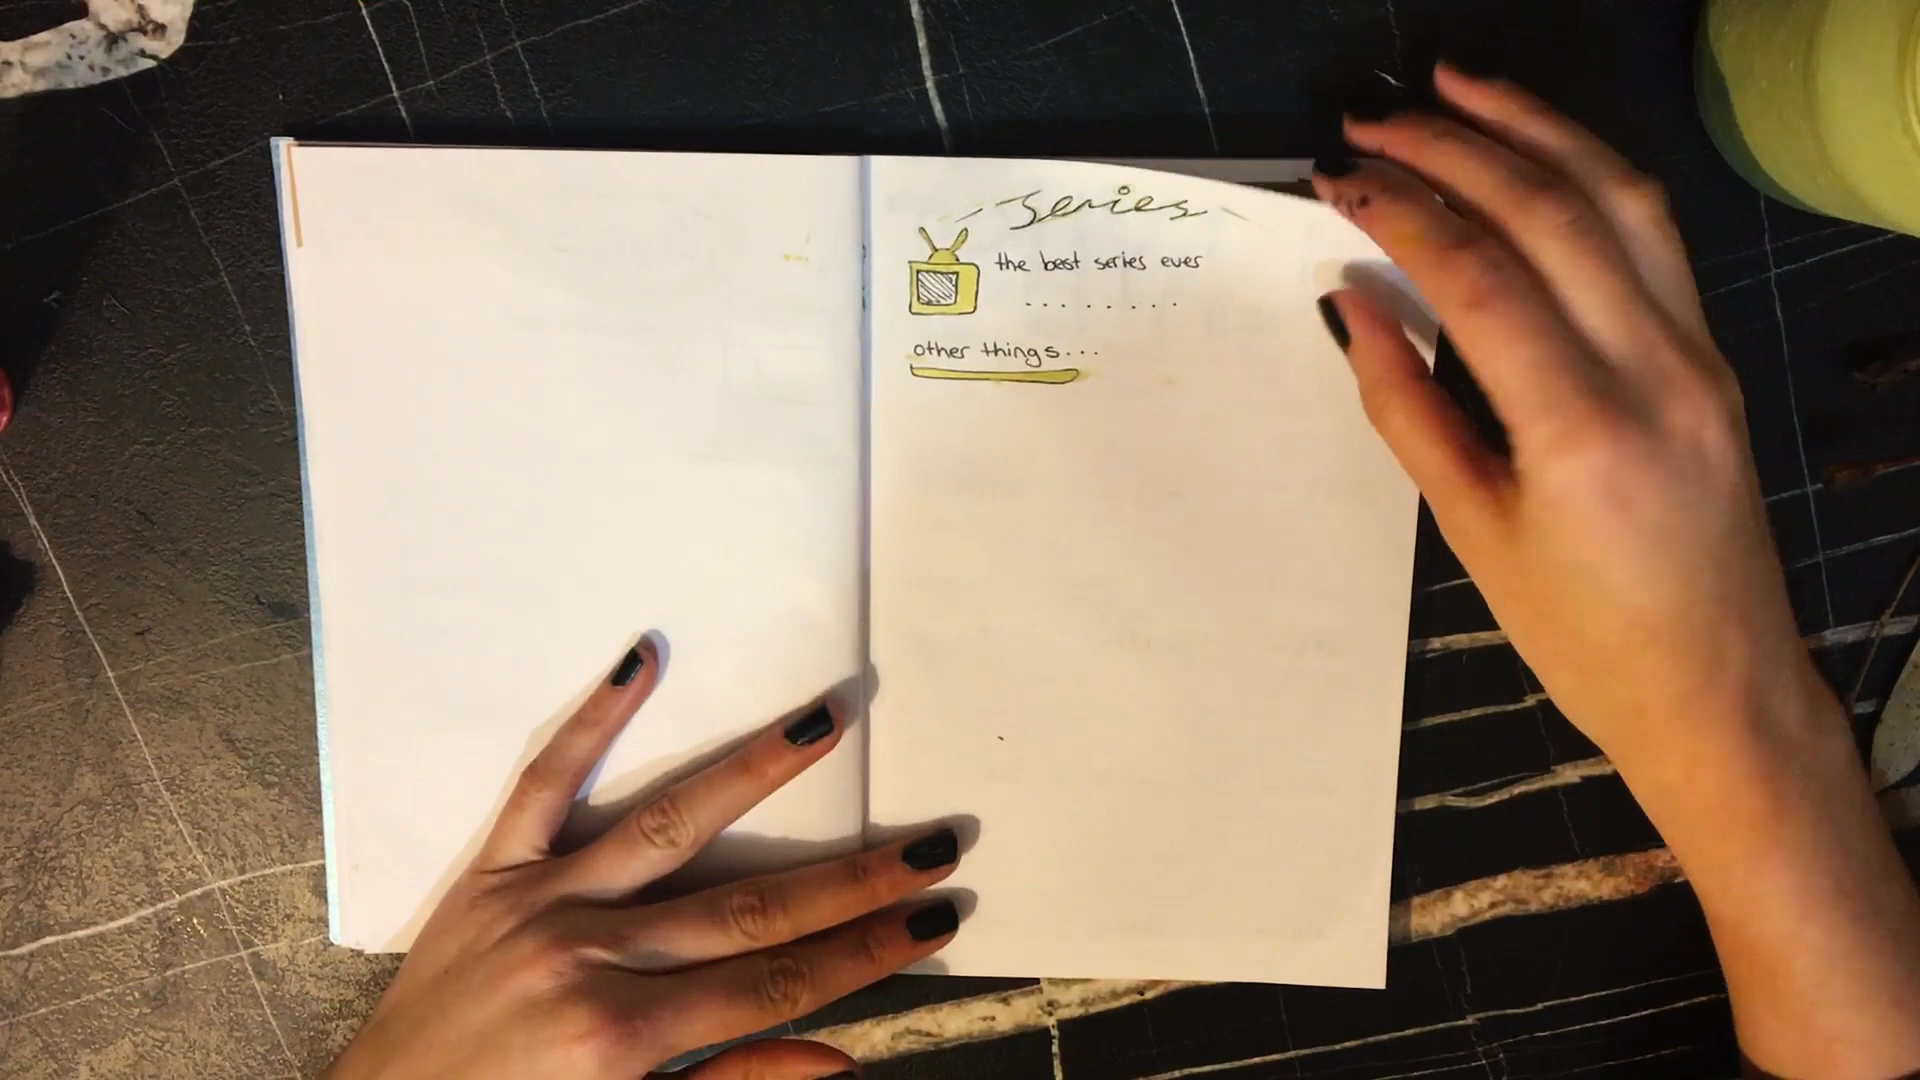 series
the best series ever
........
other things...